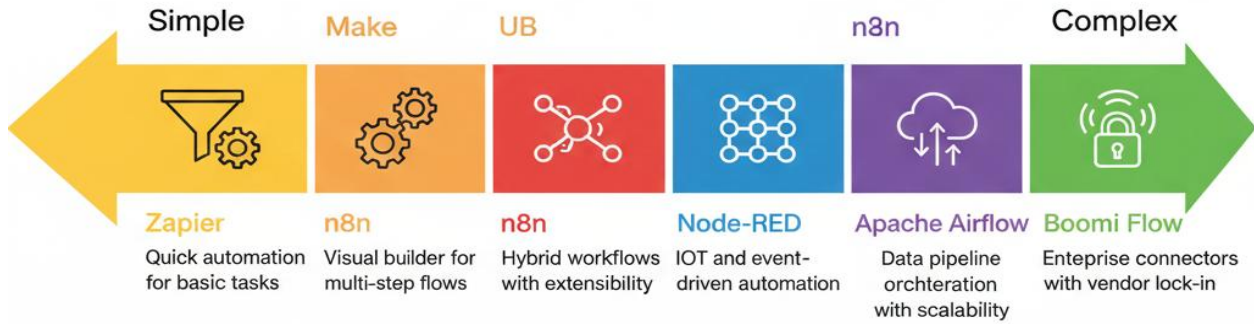 Simple
Make
UB
n8n
Complex
Zapier
Quick automation
for basic tasks
n8n
Visual builder for
multi-step flows
n8n
Hybrid workflows
with extensibility
Node-RED
IOT and event-
driven automation
Apache Airflow
Data pipeline
orchteration
with scalability
Boomi Flow
Enteprise connectors
with vendor lock-in